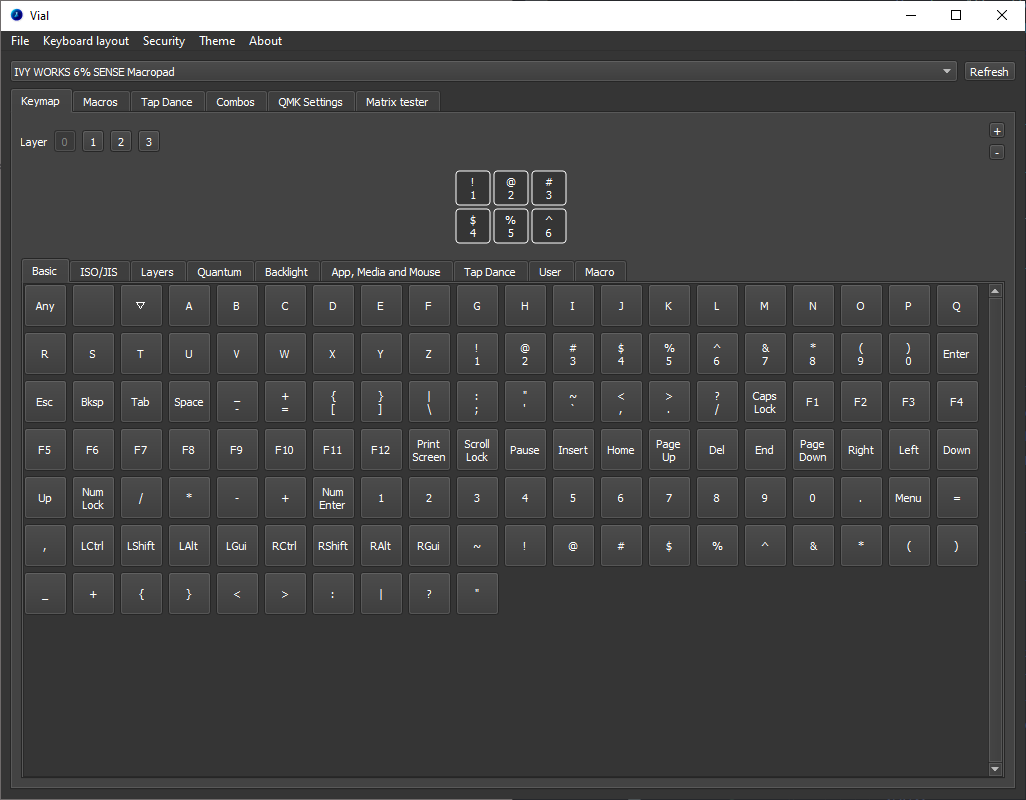 Vial
File Keyboard layout Security Theme About
IVY WORKS 6% SENSE Macropad Refresh
Keymap Macros Tap Dance Combos QMK Settings Matrix tester
Layer 0 1 2 3 +
-
! @ #
1 2 3
$ % ^
4 5 6
Basic ISO/JIS Layers Quantum Backlight App, Media and Mouse Tap Dance User Macro
Any ▽ A B C D E F G H I J K L M N O P Q
R S T U V W X Y Z ! @ # $ % ^ & * ( ) Enter
1 2 3 4 5 6 7 8 9 0
Esc Bksp Tab Space _ + { } | : " ~ < > ? Caps F1 F2 F3 F4
- = [ ] \ ; ' ` , . / Lock
F5 F6 F7 F8 F9 F10 F11 F12 Print Scroll Pause Insert Home Page Del End Page Right Left Down
Screen Lock Up Down
Up Num / * - + Num 1 2 3 4 5 6 7 8 9 0 . Menu =
Lock Enter
, LCtrl LShift LAlt LGui RCtrl RShift RAlt RGui ~ ! @ # $ % ^ & * ( )
_ + { } < > : | ? "